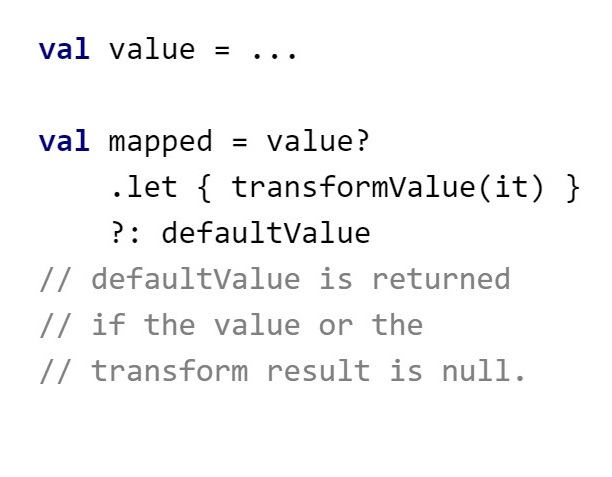 val value = ...
val mapped = value?
.let { transformValue(it) }
?: defaultValue
// defaultValue is returned
// if the value or the
// transform result is null.